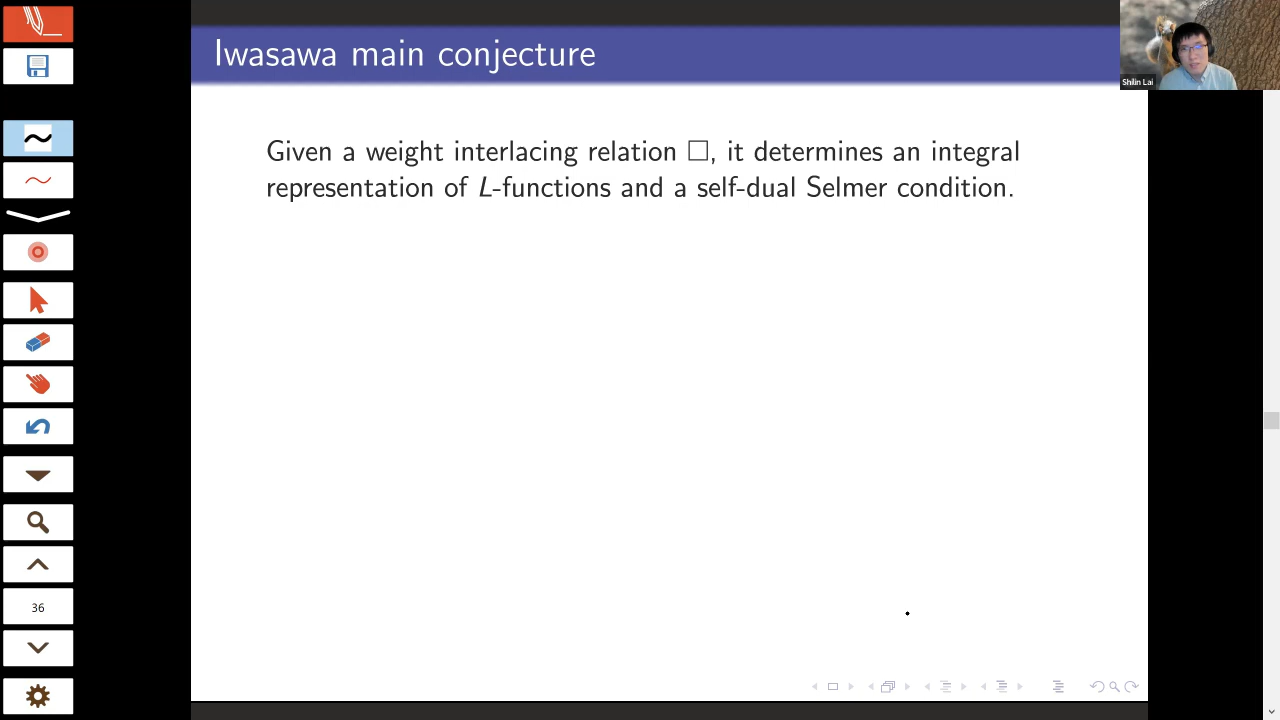 Iwasawa main conjecture
Shilin Lai
Given a weight interlacing relation □, it determines an integral
representation of L-functions and a self-dual Selmer condition.
36